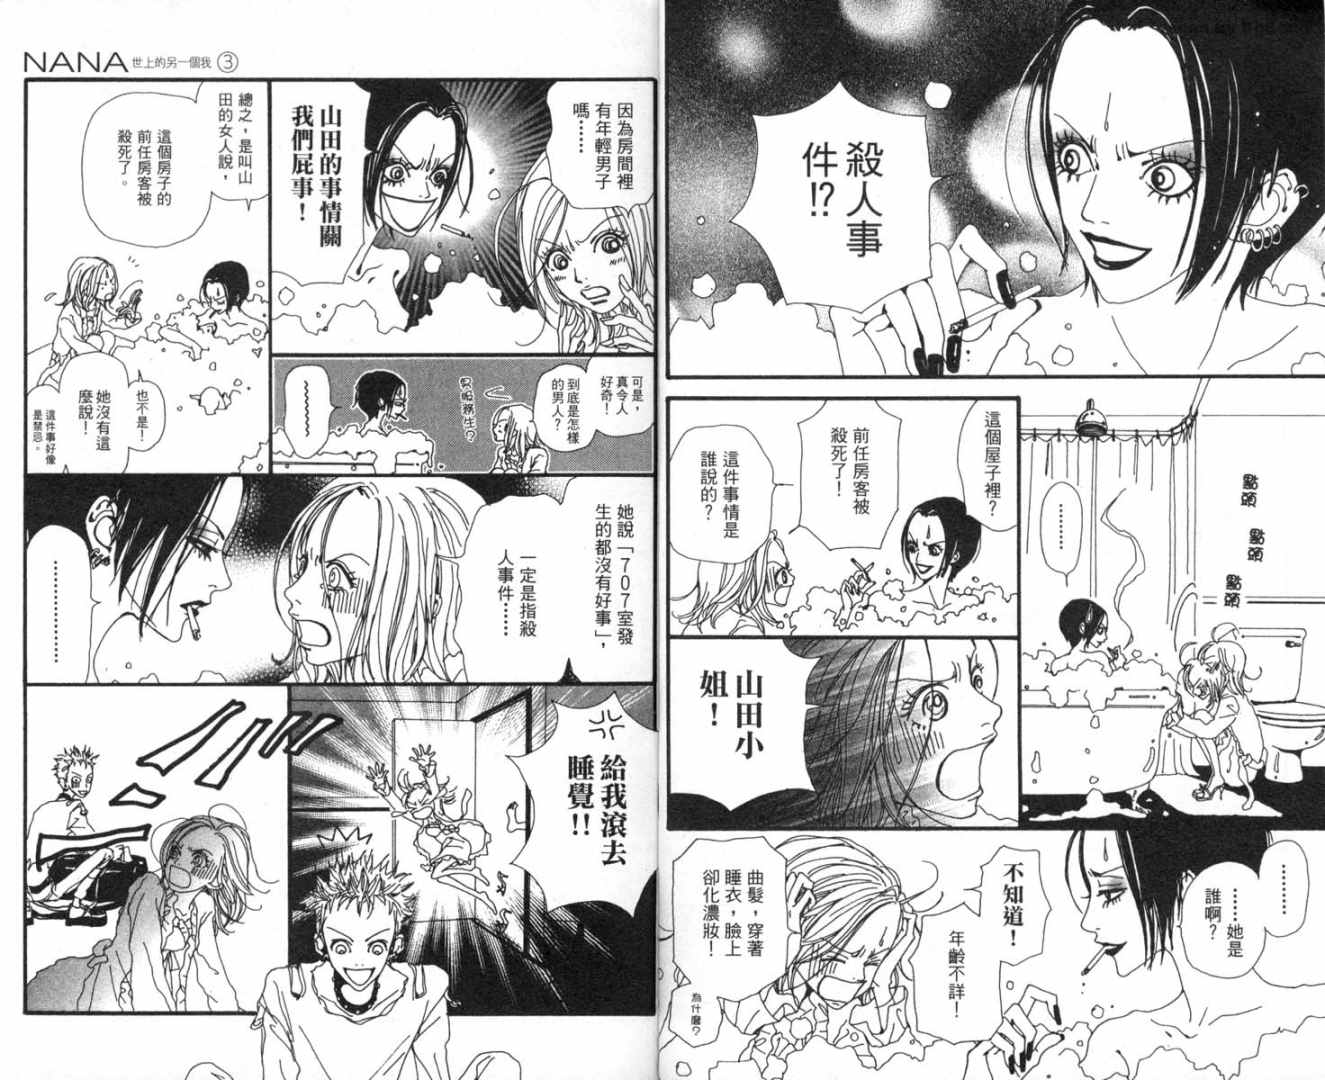 殺人事
件!?
點頭
點頭
點頭
…………
這個屋子裡？
前任房客被
殺死了！
這件事情是
誰說的？
山田小
姐！
…………
……她是
誰啊？
不知道！
年齡不詳！
曲髮，穿著
睡衣，臉上
卻化濃妝！
為什麼？
NANA 世上的另一個我 ③
因為房間裡
有年輕男子
嗎……
山田的事情關
我們屁事！
總之，是叫山
田的女人說，
這個房子的
前任房客被
殺死了。
可是，
真令人
好奇！
到底是怎樣
的男人？
男服務生？
也不是！
她沒有這
麼說！
這件事好像
是禁忌。
她說「707室發
生的都沒有好事」，
一定是指殺
人事件……
…………
給我滾去
睡覺!!